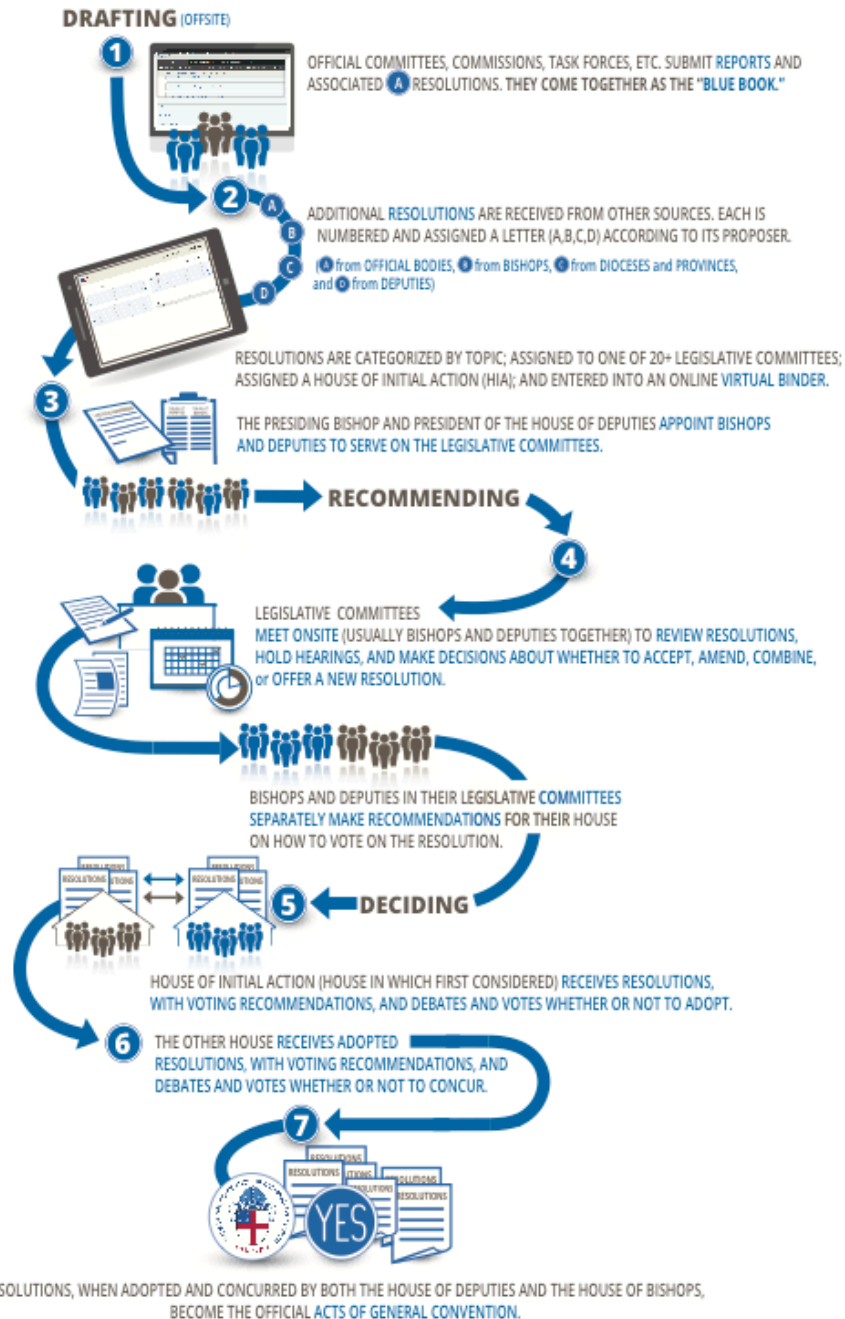 DRAFTING (OFFSITE)
1
OFFICIAL COMMITTEES, COMMISSIONS, TASK FORCES, ETC. SUBMIT REPORTS AND
ASSOCIATED A RESOLUTIONS. THEY COME TOGETHER AS THE "BLUE BOOK."
2
A
B
C
D
ADDITIONAL RESOLUTIONS ARE RECEIVED FROM OTHER SOURCES. EACH IS
NUMBERED AND ASSIGNED A LETTER (A,B,C,D) ACCORDING TO ITS PROPOSER.
(A from OFFICIAL BODIES, B from BISHOPS, C from DIOCESES and PROVINCES,
and D from DEPUTIES)
RESOLUTIONS ARE CATEGORIZED BY TOPIC; ASSIGNED TO ONE OF 20+ LEGISLATIVE COMMITTEES;
ASSIGNED A HOUSE OF INITIAL ACTION (HIA); AND ENTERED INTO AN ONLINE VIRTUAL BINDER.
3
THE PRESIDING BISHOP AND PRESIDENT OF THE HOUSE OF DEPUTIES APPOINT BISHOPS
AND DEPUTIES TO SERVE ON THE LEGISLATIVE COMMITTEES.
RECOMMENDING
4
LEGISLATIVE COMMITTEES
MEET ONSITE (USUALLY BISHOPS AND DEPUTIES TOGETHER) TO REVIEW RESOLUTIONS,
HOLD HEARINGS, AND MAKE DECISIONS ABOUT WHETHER TO ACCEPT, AMEND, COMBINE,
or OFFER A NEW RESOLUTION.
BISHOPS AND DEPUTIES IN THEIR LEGISLATIVE COMMITTEES
SEPARATELY MAKE RECOMMENDATIONS FOR THEIR HOUSE
ON HOW TO VOTE ON THE RESOLUTION.
RESOLUTIONS
RESOLUTIONS
5
DECIDING
HOUSE OF INITIAL ACTION (HOUSE IN WHICH FIRST CONSIDERED) RECEIVES RESOLUTIONS,
WITH VOTING RECOMMENDATIONS, AND DEBATES AND VOTES WHETHER OR NOT TO ADOPT.
6
THE OTHER HOUSE RECEIVES ADOPTED
RESOLUTIONS, WITH VOTING RECOMMENDATIONS, AND
DEBATES AND VOTES WHETHER OR NOT TO CONCUR.
7
RESOLUTIONS
RESOLUTIONS
RESOLUTIONS
YES
SOLUTIONS, WHEN ADOPTED AND CONCURRED BY BOTH THE HOUSE OF DEPUTIES AND THE HOUSE OF BISHOPS,
BECOME THE OFFICIAL ACTS OF GENERAL CONVENTION.